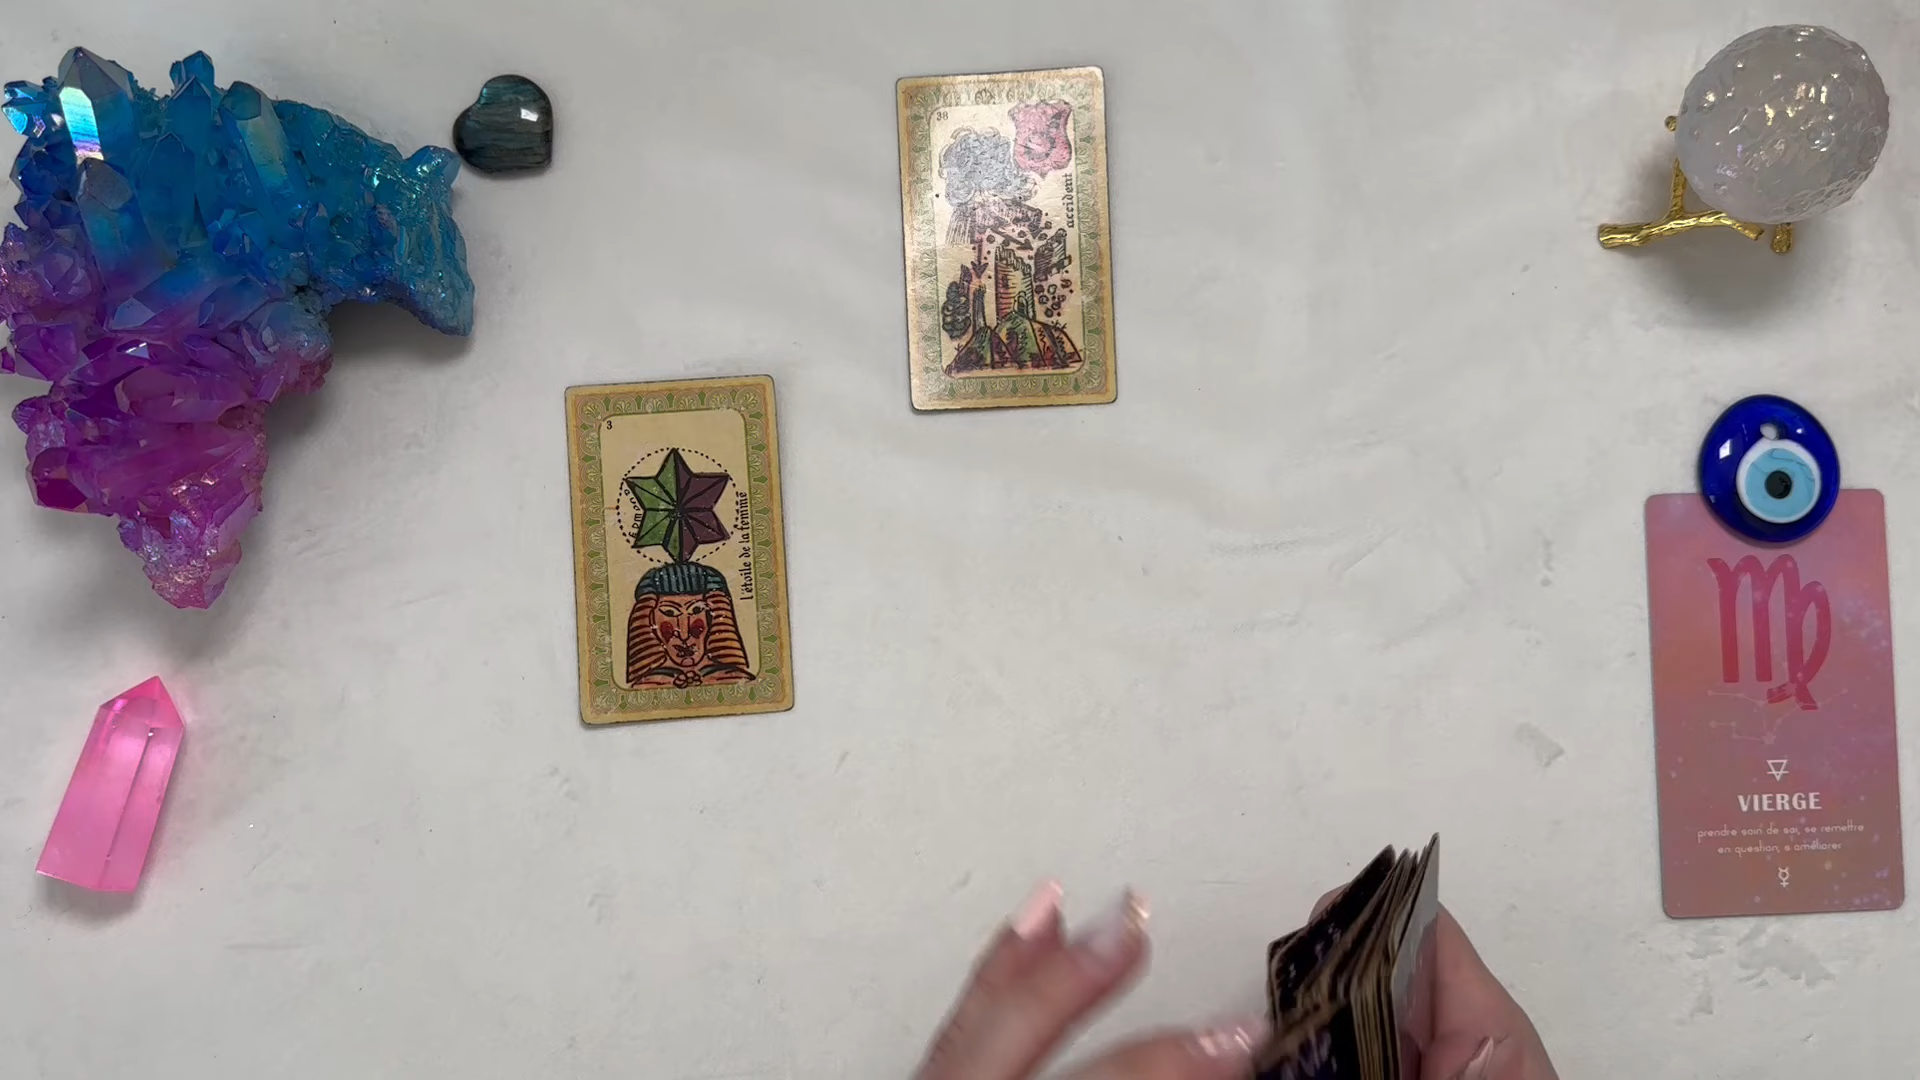 38
accident
3
l'étoile de la femme
VIERGE
prendre soin de soi, se remettre
en question, s améliorer